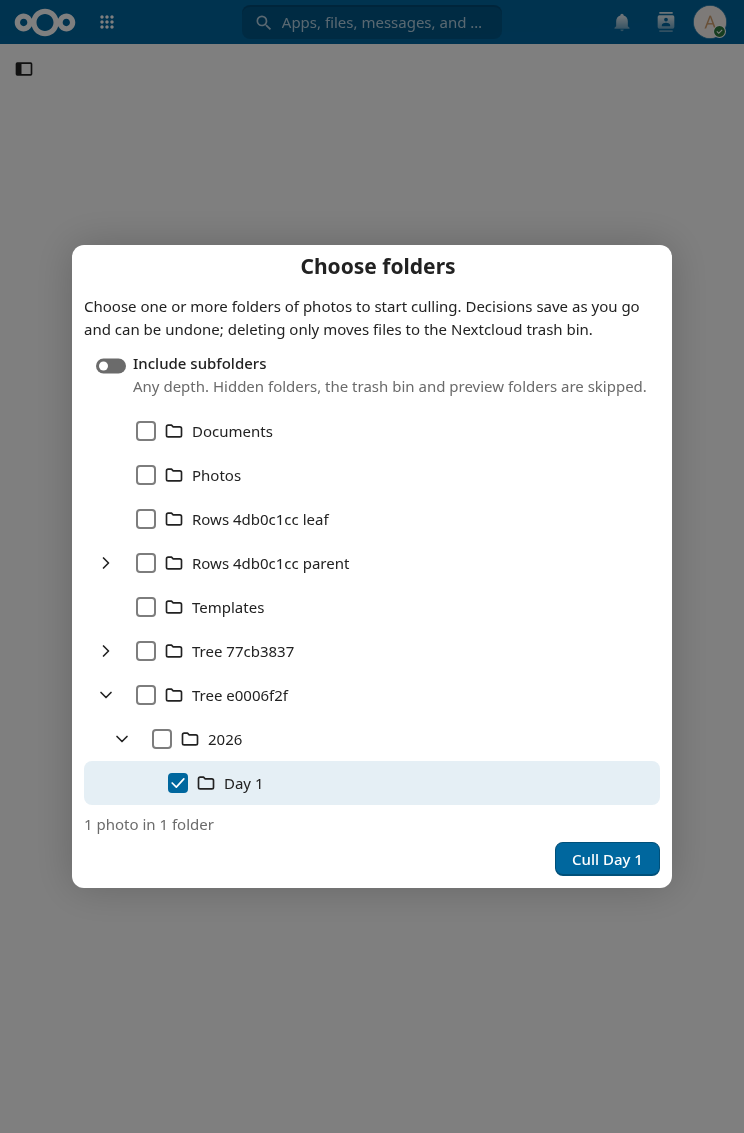 Apps, files, messages, and ...
A
Choose folders
Choose one or more folders of photos to start culling. Decisions save as you go
and can be undone; deleting only moves files to the Nextcloud trash bin.
Include subfolders
Any depth. Hidden folders, the trash bin and preview folders are skipped.
Documents
Photos
Rows 4db0c1cc leaf
Rows 4db0c1cc parent
Templates
Tree 77cb3837
Tree e0006f2f
2026
Day 1
1 photo in 1 folder
Cull Day 1